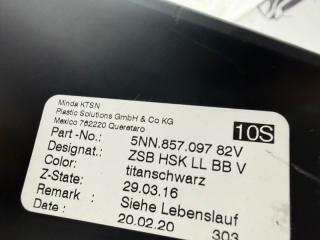 Minda KTSN
Plastic Solutions GmbH & Co KG
Mexico 762220 Queretaro
10S
Part-No.: 5NN.857.097 82V
Designat.: ZSB HSK LL BB V
Color: titanschwarz
Z-State: 29.03.16
Remark : Siehe Lebenslauf
Date : 20.02.20 303